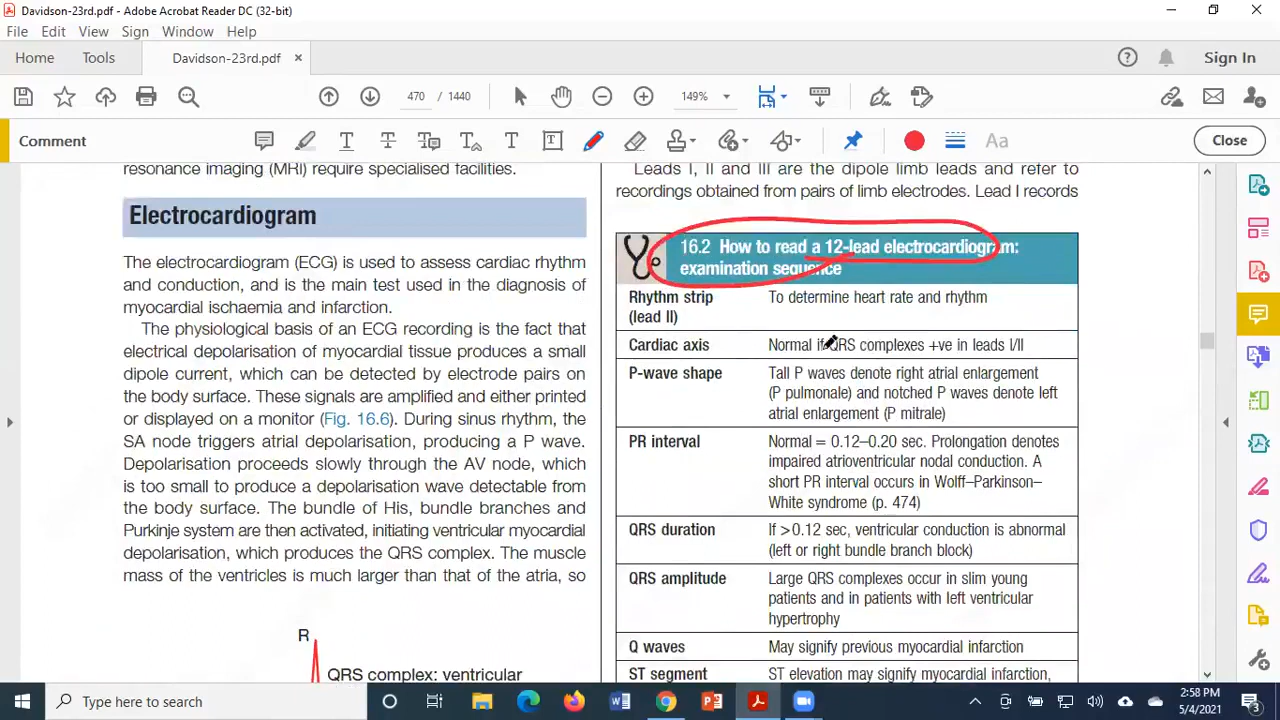 Davidson-23rd.pdf - Adobe Acrobat Reader DC (32-bit)
File Edit View Sign Window Help
Home Tools Davidson-23rd.pdf × Sign In
470 / 1440 149%
Comment Aa Close
resonance imaging (MRI) require specialised facilities.
Electrocardiogram
The electrocardiogram (ECG) is used to assess cardiac rhythm
and conduction, and is the main test used in the diagnosis of
myocardial ischaemia and infarction.
The physiological basis of an ECG recording is the fact that
electrical depolarisation of myocardial tissue produces a small
dipole current, which can be detected by electrode pairs on
the body surface. These signals are amplified and either printed
or displayed on a monitor (Fig. 16.6). During sinus rhythm, the
SA node triggers atrial depolarisation, producing a P wave.
Depolarisation proceeds slowly through the AV node, which
is too small to produce a depolarisation wave detectable from
the body surface. The bundle of His, bundle branches and
Purkinje system are then activated, initiating ventricular myocardial
depolarisation, which produces the QRS complex. The muscle
mass of the ventricles is much larger than that of the atria, so
R
QRS complex: ventricular
Leads I, II and III are the dipole limb leads and refer to
recordings obtained from pairs of limb electrodes. Lead I records
16.2 How to read a 12-lead electrocardiogram:
examination sequence
Rhythm strip To determine heart rate and rhythm
(lead II)
Cardiac axis Normal if QRS complexes +ve in leads I/II
P-wave shape Tall P waves denote right atrial enlargement
(P pulmonale) and notched P waves denote left
atrial enlargement (P mitrale)
PR interval Normal = 0.12–0.20 sec. Prolongation denotes
impaired atrioventricular nodal conduction. A
short PR interval occurs in Wolff–Parkinson–
White syndrome (p. 474)
QRS duration If >0.12 sec, ventricular conduction is abnormal
(left or right bundle branch block)
QRS amplitude Large QRS complexes occur in slim young
patients and in patients with left ventricular
hypertrophy
Q waves May signify previous myocardial infarction
ST segment ST elevation may signify myocardial infarction,
Type here to search
2:58 PM
5/4/2021
3